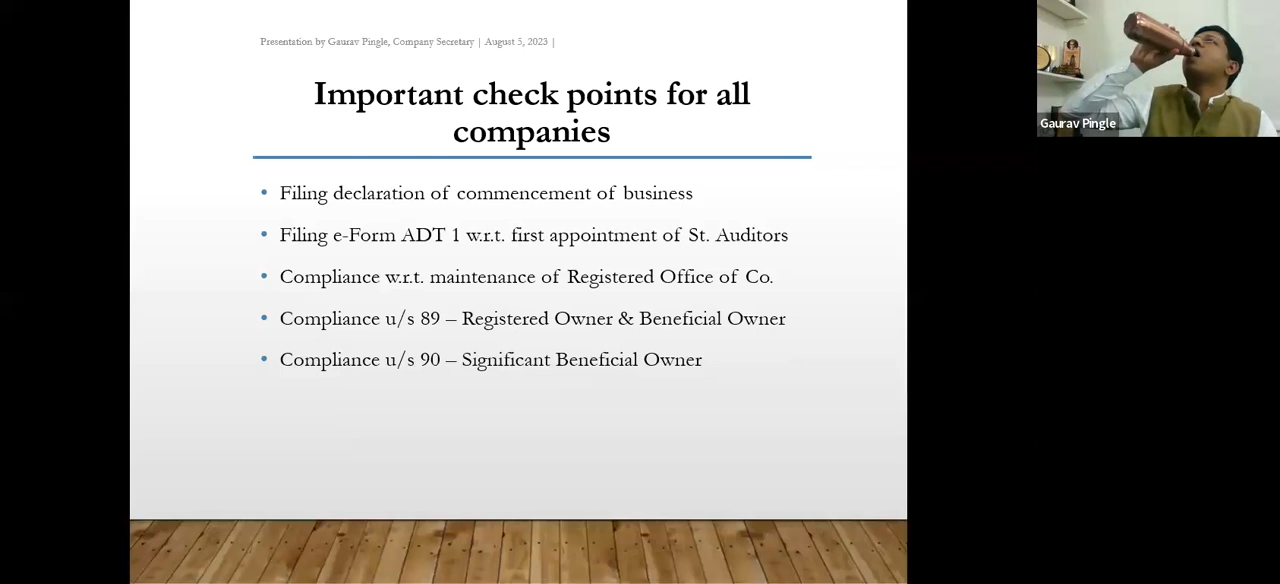 Presentation by Gaurav Pingle, Company Secretary | August 5, 2023 |
Important check points for all
companies
• Filing declaration of commencement of business
• Filing e-Form ADT 1 w.r.t. first appointment of St. Auditors
• Compliance w.r.t. maintenance of Registered Office of Co.
• Compliance u/s 89 – Registered Owner & Beneficial Owner
• Compliance u/s 90 – Significant Beneficial Owner
Gaurav Pingle